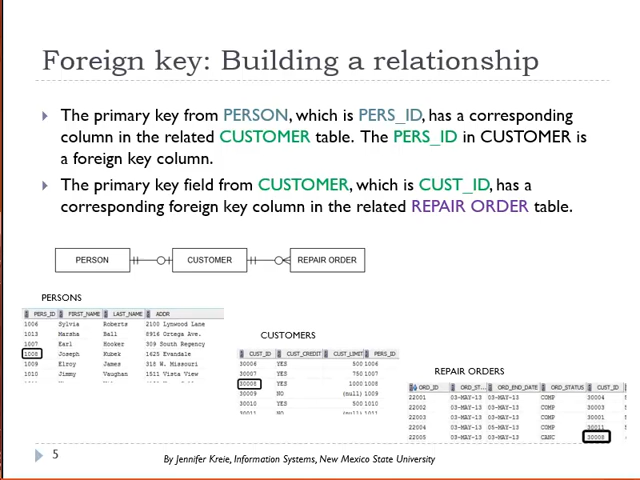 Foreign key: Building a relationship
The primary key from PERSON, which is PERS_ID, has a corresponding
column in the related CUSTOMER table. The PERS_ID in CUSTOMER is
a foreign key column.
The primary key field from CUSTOMER, which is CUST_ID, has a
corresponding foreign key column in the related REPAIR ORDER table.
PERSON CUSTOMER REPAIR ORDER
PERSONS
PERS_ID FIRST_NAME LAST_NAME ADDR
1006 Sylvia Roberts 2100 Lynwood Lane
1013 Marsha Ball 8916 Ortega Ave.
1007 Earl Hooker 309 South Regency
1008 Joseph Kubek 1625 Evandale
1009 Elroy James 318 W. Missouri
1010 Jimmy Vaughan 1511 Vista View
CUSTOMERS
CUST_ID CUST_CREDIT CUST_LIMIT PERS_ID
30006 YES 500 1006
30007 YES 750 1007
30008 YES 1000 1008
30009 NO (null) 1009
30010 YES 500 1010
30011 NO (null) 1011
REPAIR ORDERS
ORD_ID ORD_ST... ORD_END_DATE ORD_STATUS CUST_ID
22001 03-MAY-13 03-MAY-13 COMP 30004
22002 03-MAY-13 03-MAY-13 COMP 30003
22003 03-MAY-13 03-MAY-13 COMP 30001
22004 03-MAY-13 05-MAY-13 COMP 30011
22005 03-MAY-13 03-MAY-13 CANC 30008
5
By Jennifer Kreie, Information Systems, New Mexico State University